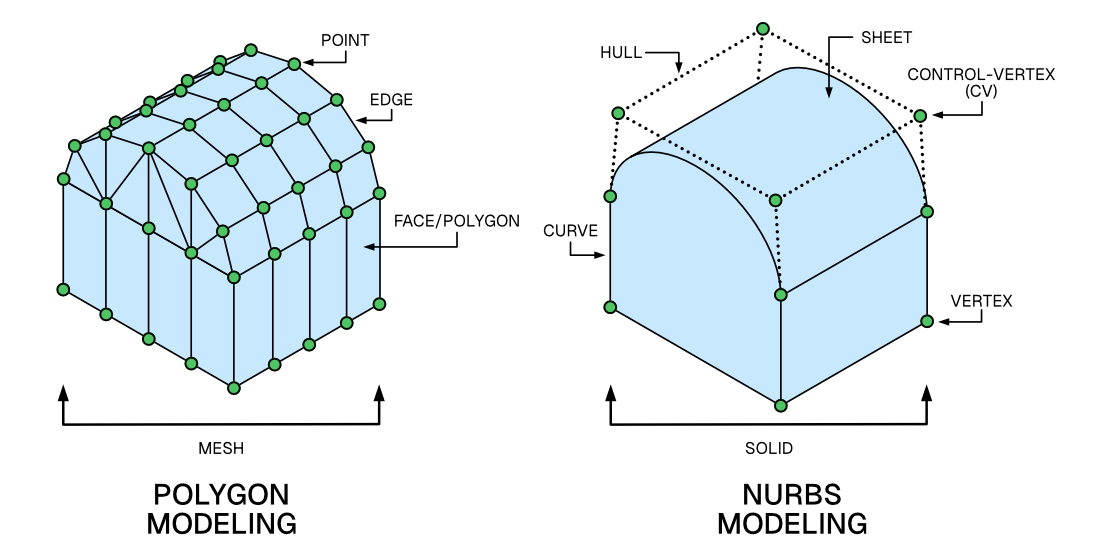 POINT
EDGE
FACE/POLYGON
MESH
POLYGON
MODELING
HULL
SHEET
CONTROL-VERTEX
(CV)
CURVE
VERTEX
SOLID
NURBS
MODELING